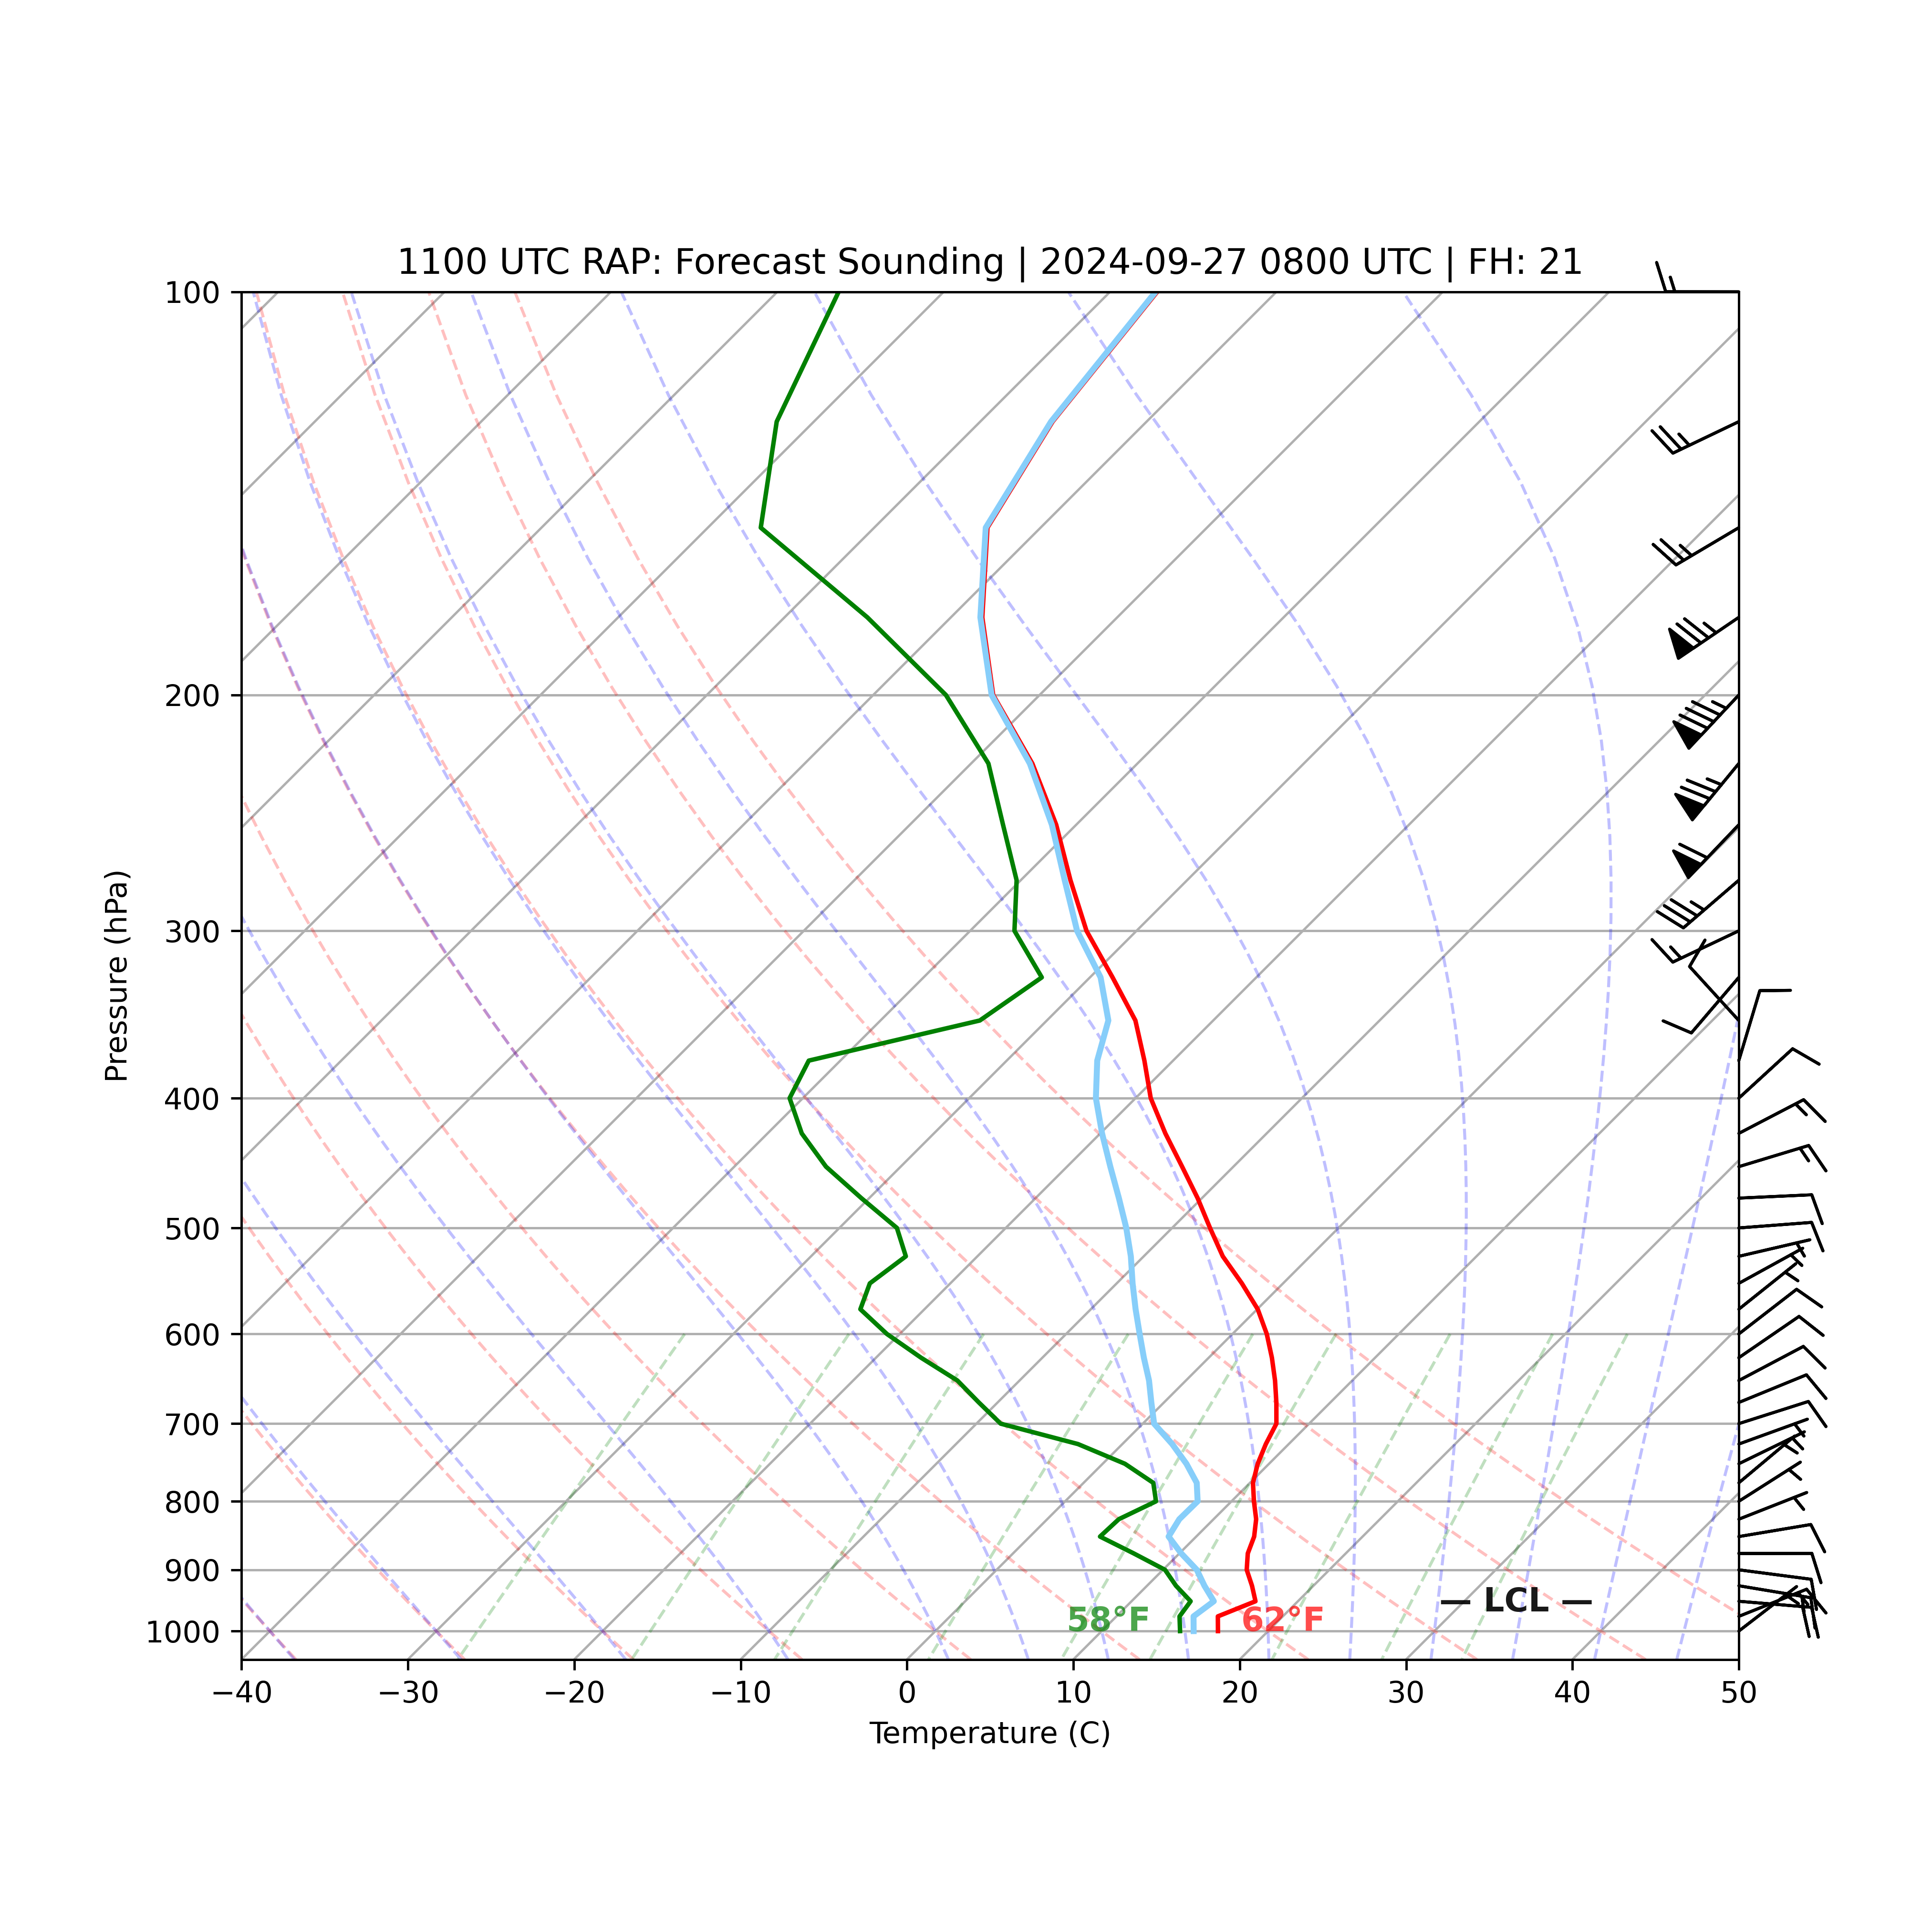 1100 UTC RAP: Forecast Sounding | 2024-09-27 0800 UTC | FH: 21
100
200
300
400
500
600
700
800
900
1000
Pressure (hPa)
58°F
62°F
— LCL —
−40 −30 −20 −10 0 10 20 30 40 50
Temperature (C)